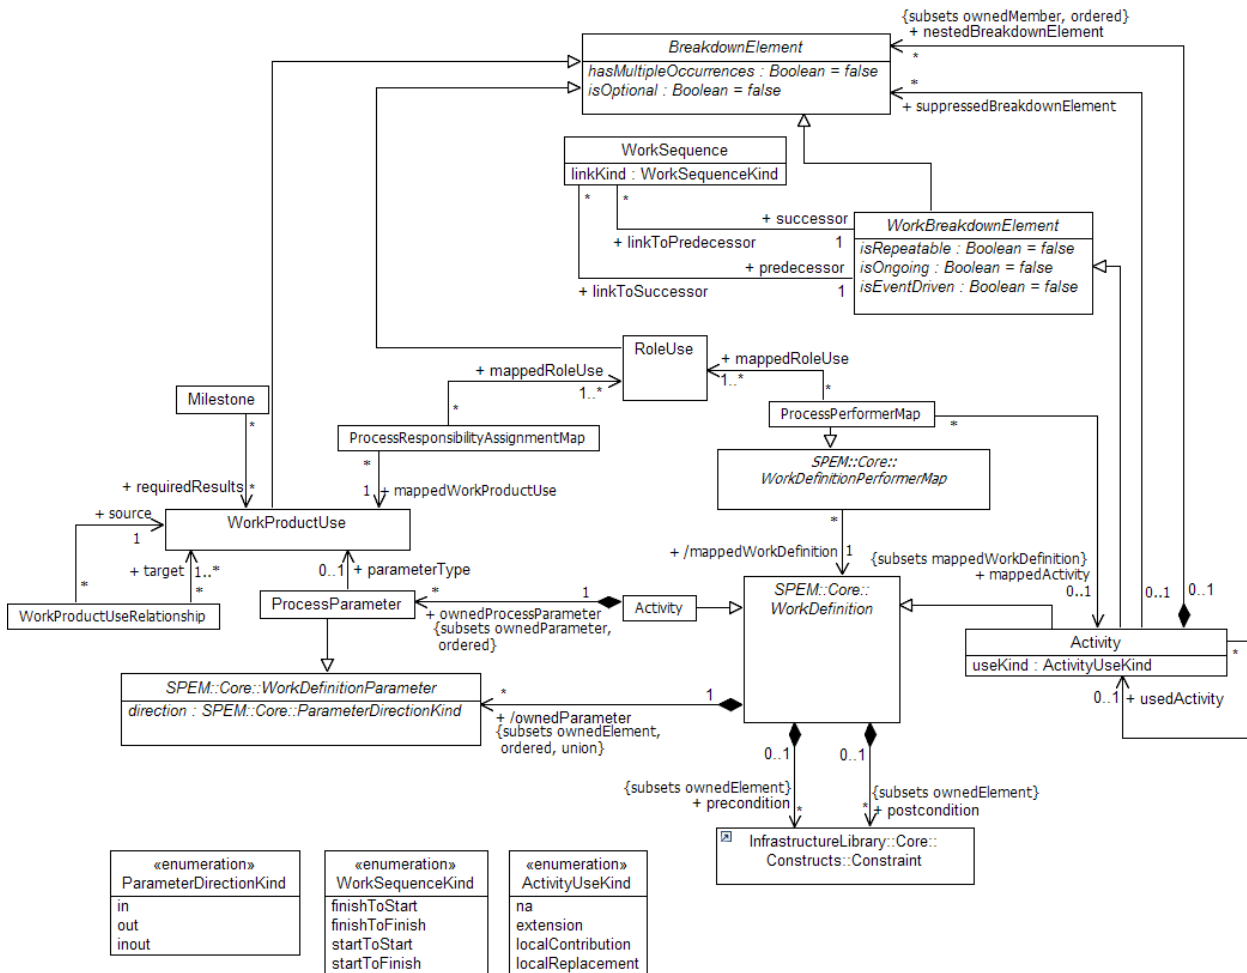 {subsets ownedMember, ordered}
+ nestedBreakdownElement
*
BreakdownElement
hasMultipleOccurrences : Boolean = false
isOptional : Boolean = false
*
+ suppressedBreakdownElement
WorkSequence
linkKind : WorkSequenceKind
*
*
+ successor
+ linkToPredecessor
1
+ predecessor
+ linkToSuccessor
1
WorkBreakdownElement
isRepeatable : Boolean = false
isOngoing : Boolean = false
isEventDriven : Boolean = false
RoleUse
+ mappedRoleUse
1..*
*
+ mappedRoleUse
1..*
*
Milestone
*
ProcessResponsibilityAssignmentMap
ProcessPerformerMap
*
*
SPEM::Core::
WorkDefinitionPerformerMap
+ requiredResults
*
1
+ mappedWorkProductUse
+ source
1
WorkProductUse
*
+ /mappedWorkDefinition
1
{subsets mappedWorkDefinition}
+ mappedActivity
0..1
0..1
0..1
+ target
1..*
*
*
0..1
+ parameterType
WorkProductUseRelationship
ProcessParameter
*
1
+ ownedProcessParameter
{subsets ownedParameter,
ordered}
Activity
SPEM::Core::
WorkDefinition
Activity
useKind : ActivityUseKind
*
0..1
+ usedActivity
SPEM::Core::WorkDefinitionParameter
direction : SPEM::Core::ParameterDirectionKind
*
1
+ /ownedParameter
{subsets ownedElement,
ordered, union}
0..1
0..1
{subsets ownedElement}
+ precondition
*
{subsets ownedElement}
+ postcondition
*
InfrastructureLibrary::Core::
Constructs::Constraint
«enumeration»
ParameterDirectionKind
in
out
inout
«enumeration»
WorkSequenceKind
finishToStart
finishToFinish
startToStart
startToFinish
«enumeration»
ActivityUseKind
na
extension
localContribution
localReplacement